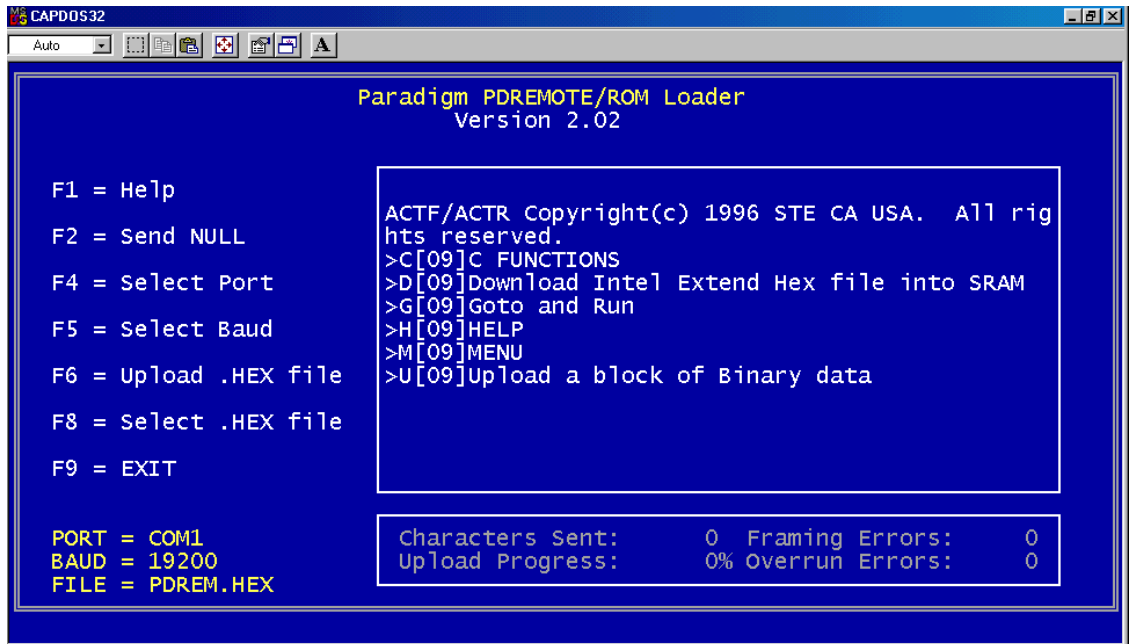 CAPDOS32
Auto
A
Paradigm PDREMOTE/ROM Loader
Version 2.02
F1 = Help
F2 = Send NULL
F4 = Select Port
F5 = Select Baud
F6 = Upload .HEX file
F8 = Select .HEX file
F9 = EXIT
ACTF/ACTR Copyright(c) 1996 STE CA USA.  All rig
hts reserved.
>C[09]C FUNCTIONS
>D[09]Download Intel Extend Hex file into SRAM
>G[09]Goto and Run
>H[09]HELP
>M[09]MENU
>U[09]Upload a block of Binary data
PORT = COM1
BAUD = 19200
FILE = PDREM.HEX
Characters Sent: 0 Framing Errors: 0
Upload Progress: 0% Overrun Errors: 0